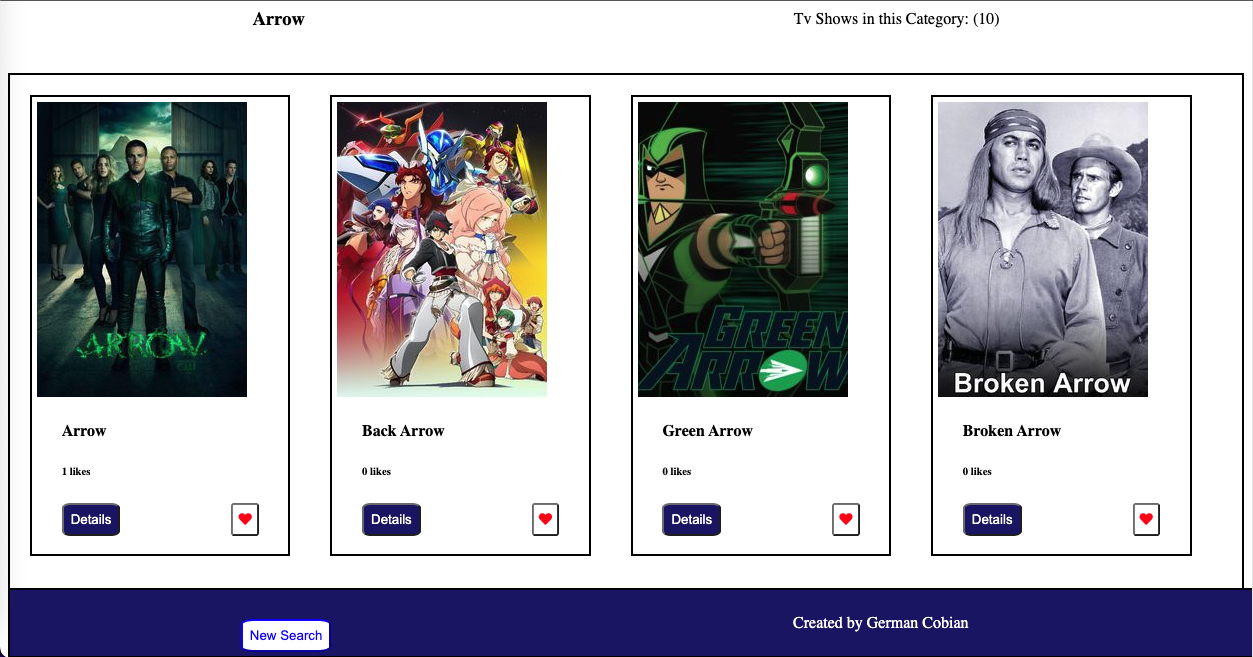 Arrow
Tv Shows in this Category: (10)
ARROW
GREEN
ARROW
Broken Arrow
Arrow
Back Arrow
Green Arrow
Broken Arrow
1 likes
0 likes
0 likes
0 likes
Details
Details
Details
Details
New Search
Created by German Cobian